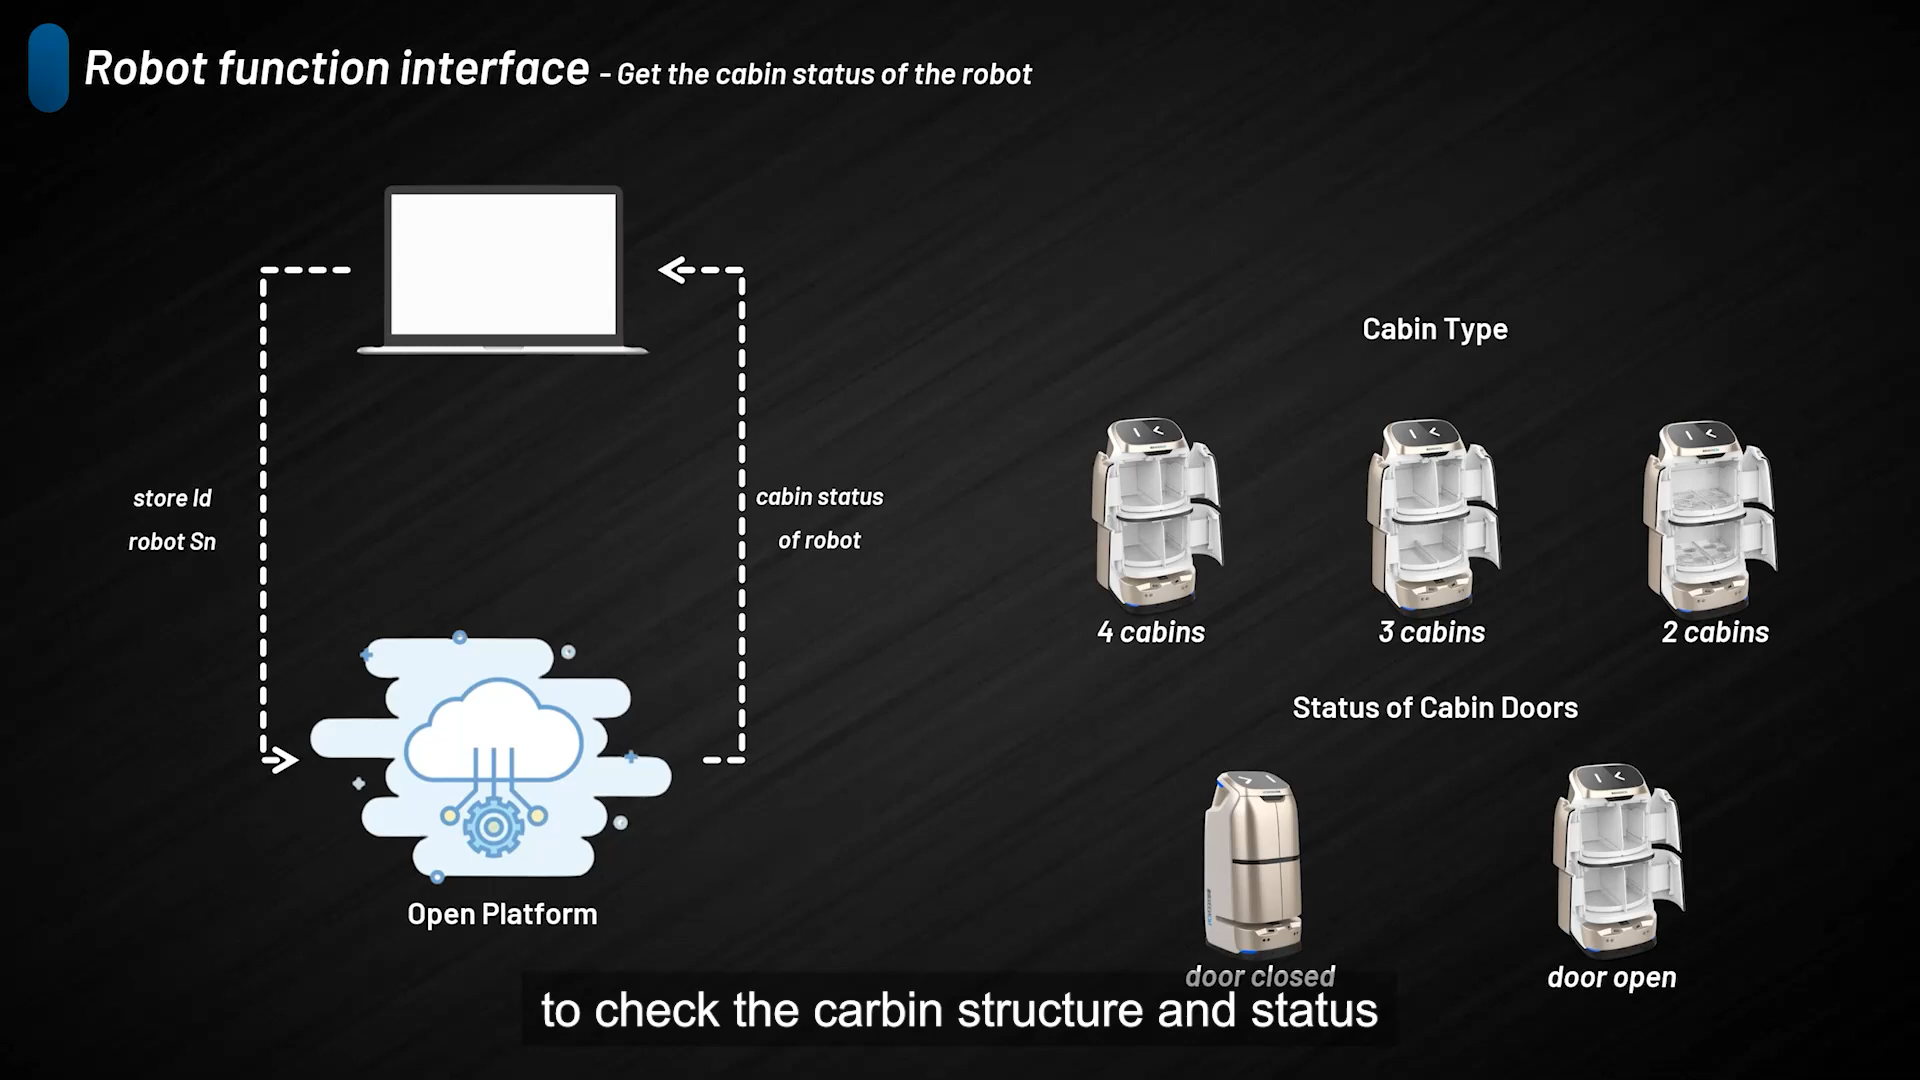 Robot function interface - Get the cabin status of the robot
Cabin Type
store Id
robot Sn
cabin status
of robot
4 cabins
3 cabins
2 cabins
Status of Cabin Doors
Open Platform
door closed
door open
to check the carbin structure and status